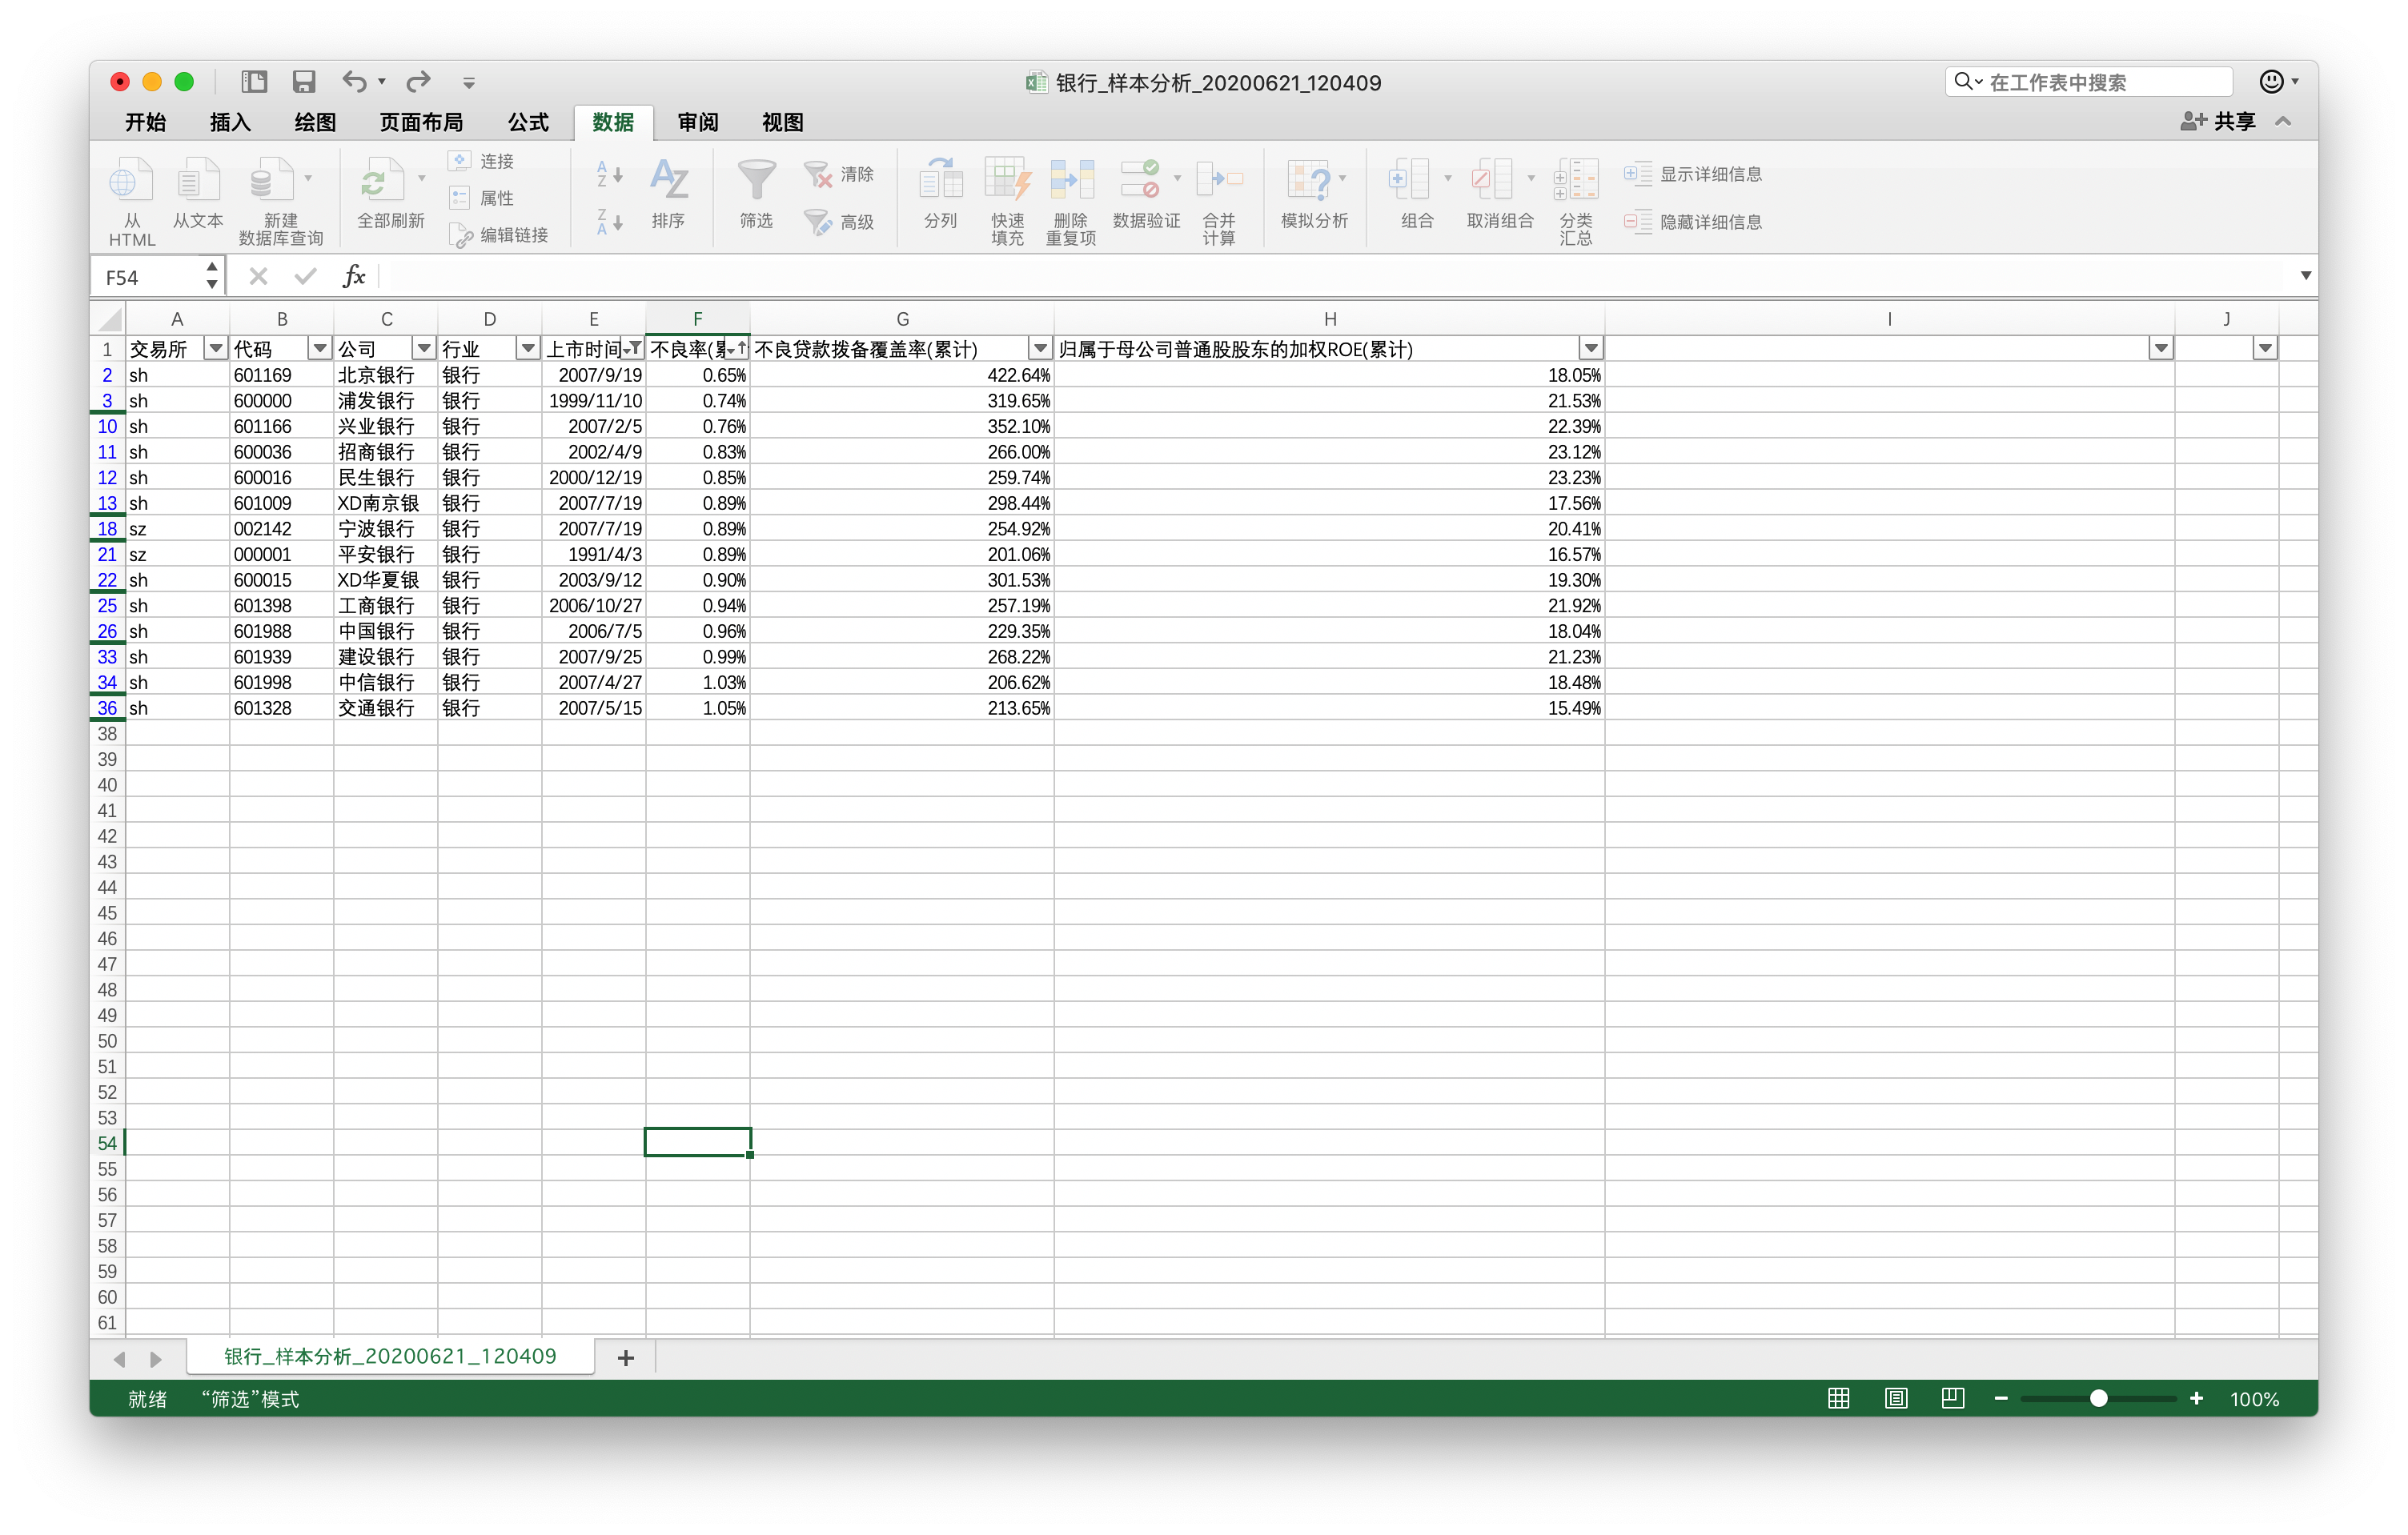 银行_样本分析_20200621_120409
在工作表中搜索
开始 插入 绘图 页面布局 公式 数据 审阅 视图
共享
从
HTML
从文本
新建
数据库查询
全部刷新
连接
属性
编辑链接
A
Z
Z
A
AZ
排序
筛选
清除
高级
分列
快速
填充
删除
重复项
数据验证
合并
计算
模拟分析
组合
取消组合
分类
汇总
显示详细信息
隐藏详细信息
F54
fx
A B C D E F G H I J
1 交易所 代码 公司 行业 上市时间 不良率( 不良贷款拨备覆盖率(累计) 归属于母公司普通股股东的加权ROE(累计)
2 sh 601169 北京银行 银行 2007/9/19 0.65% 422.64% 18.05%
3 sh 600000 浦发银行 银行 1999/11/10 0.74% 319.65% 21.53%
10 sh 601166 兴业银行 银行 2007/2/5 0.76% 352.10% 22.39%
11 sh 600036 招商银行 银行 2002/4/9 0.83% 266.00% 23.12%
12 sh 600016 民生银行 银行 2000/12/19 0.85% 259.74% 23.23%
13 sh 601009 XD南京银 银行 2007/7/19 0.89% 298.44% 17.56%
18 sz 002142 宁波银行 银行 2007/7/19 0.89% 254.92% 20.41%
21 sz 000001 平安银行 银行 1991/4/3 0.89% 201.06% 16.57%
22 sh 600015 XD华夏银 银行 2003/9/12 0.90% 301.53% 19.30%
25 sh 601398 工商银行 银行 2006/10/27 0.94% 257.19% 21.92%
26 sh 601988 中国银行 银行 2006/7/5 0.96% 229.35% 18.04%
33 sh 601939 建设银行 银行 2007/9/25 0.99% 268.22% 21.23%
34 sh 601998 中信银行 银行 2007/4/27 1.03% 206.62% 18.48%
36 sh 601328 交通银行 银行 2007/5/15 1.05% 213.65% 15.49%
38
39
40
41
42
43
44
45
46
47
48
49
50
51
52
53
54
55
56
57
58
59
60
61
银行_样本分析_20200621_120409
就绪 “筛选”模式
100%